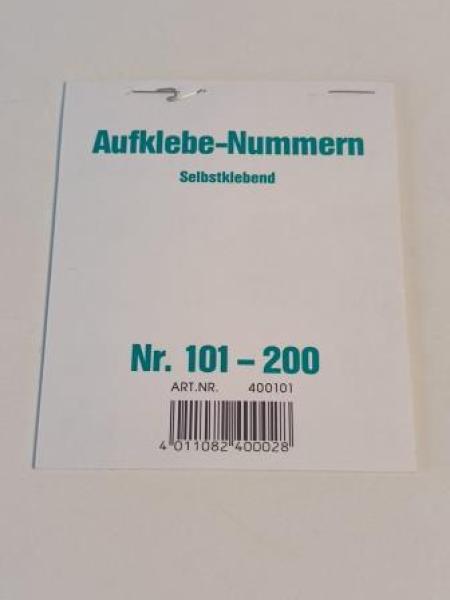 Aufklebe-Nummern
Selbstklebend
Nr. 101 – 200
ART.NR. 400101
4 011082 400028